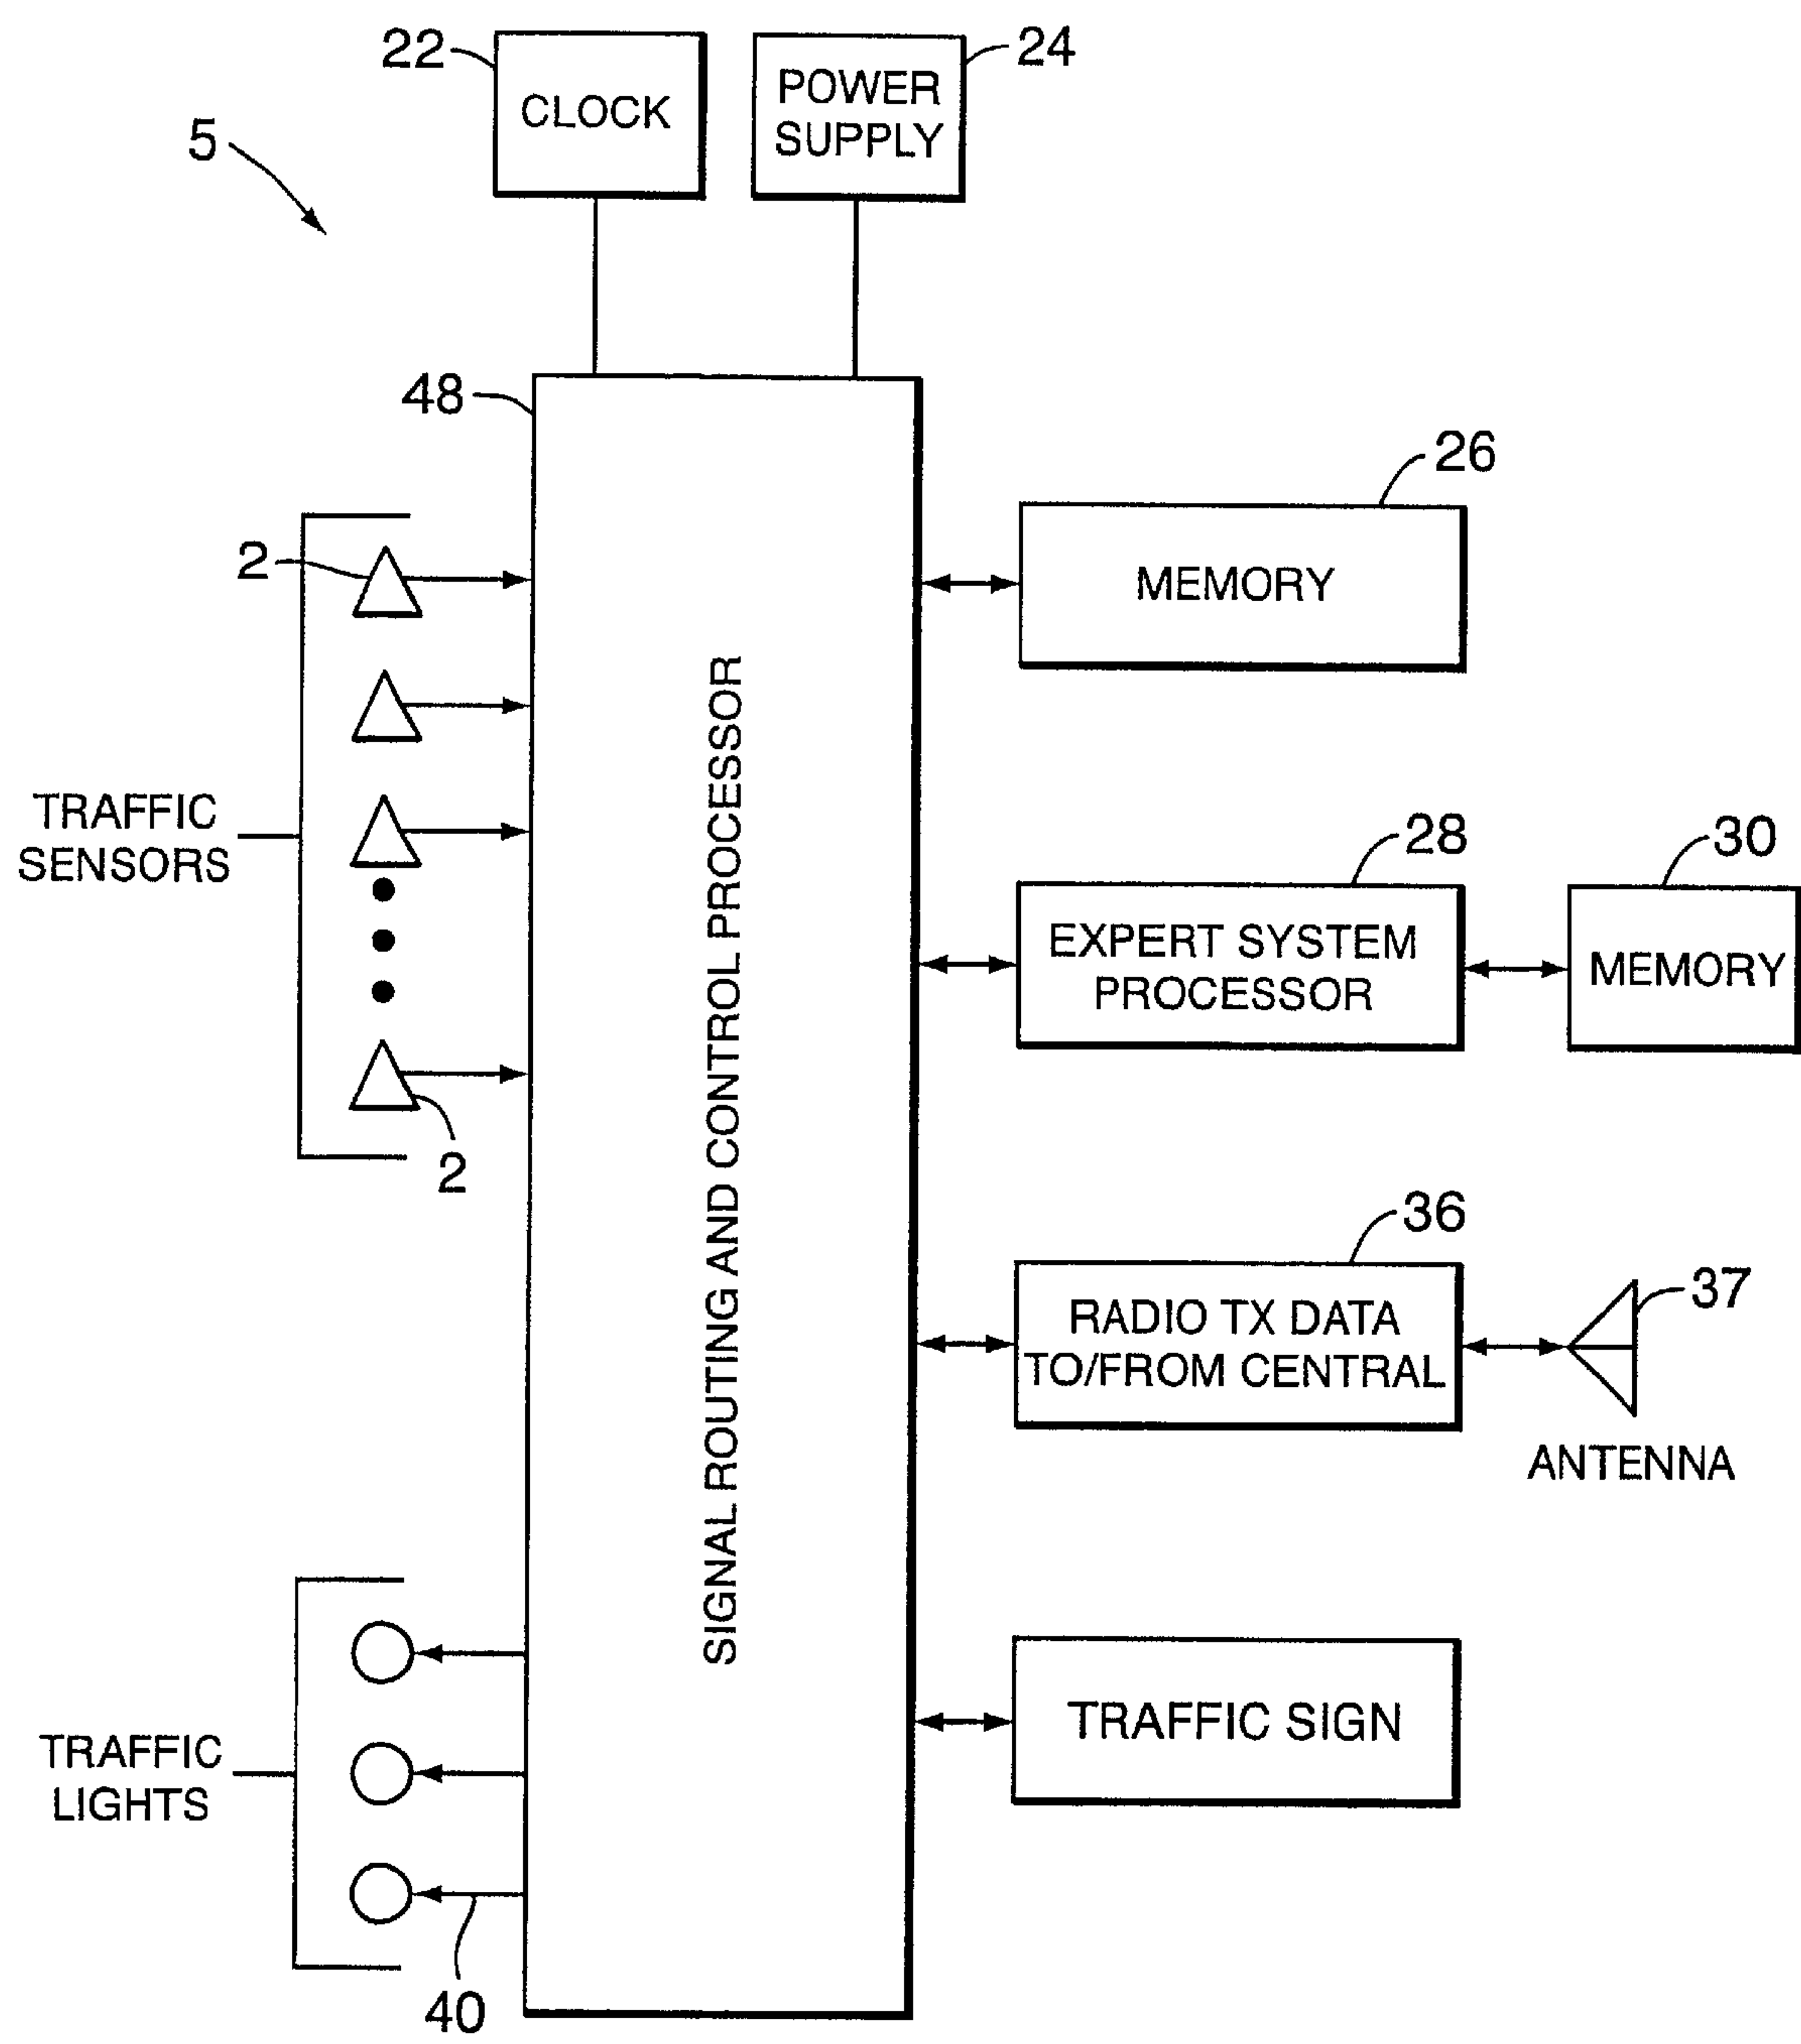 22
CLOCK
POWER
SUPPLY
24
5
48
26
MEMORY
2
TRAFFIC
SENSORS
2
SIGNAL ROUTING AND CONTROL PROCESSOR
28
EXPERT SYSTEM
PROCESSOR
30
MEMORY
36
RADIO TX DATA
TO/FROM CENTRAL
37
ANTENNA
TRAFFIC SIGN
TRAFFIC
LIGHTS
40